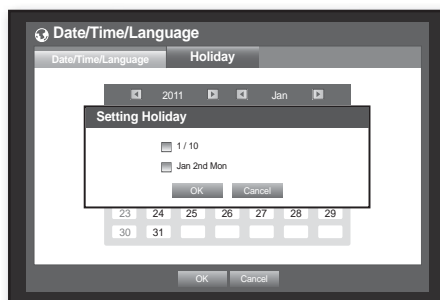 Date/Time/Language
Date/Time/Language Holiday
2011 Jan
Setting Holiday
1 / 10
Jan 2nd Mon
OK Cancel
23 24 25 26 27 28 29
30 31
OK Cancel